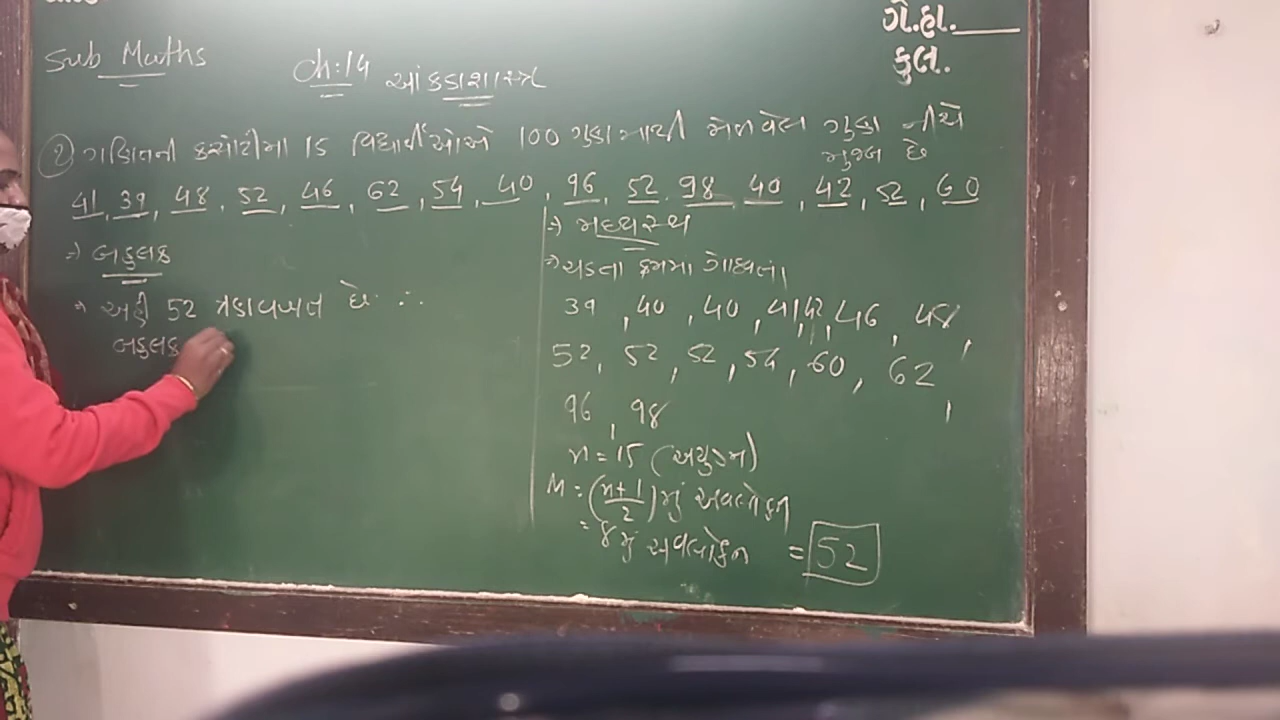 ગે.હા.____
કુલ.
Sub Maths
Ch:14 આંકડાશાસ્ત્ર
(2) ગણિતની કસોટીમા 15 વિદ્યાર્થીઓએ 100 ગુણમાથી મેળવેલ ગુણ નીચે
મુજબ છે
41, 39, 48, 52, 46, 62, 54, 40, 96, 52, 98, 40, 42, 52, 60
⇒ બહુલક
⇒ અહી 52 ત્રણવખત છે ∴
બહુલક
⇒ મધ્યસ્થ
⇒ ચડતા ક્રમમા ગોઠવતાં
39, 40, 40, 41, 42, 46, 48,
52, 52, 52, 54, 60, 62,
96, 98
n = 15 (અયુગ્મ)
M = (n+1/2) મું અવલોકન
= 8મું અવલોકન = 52